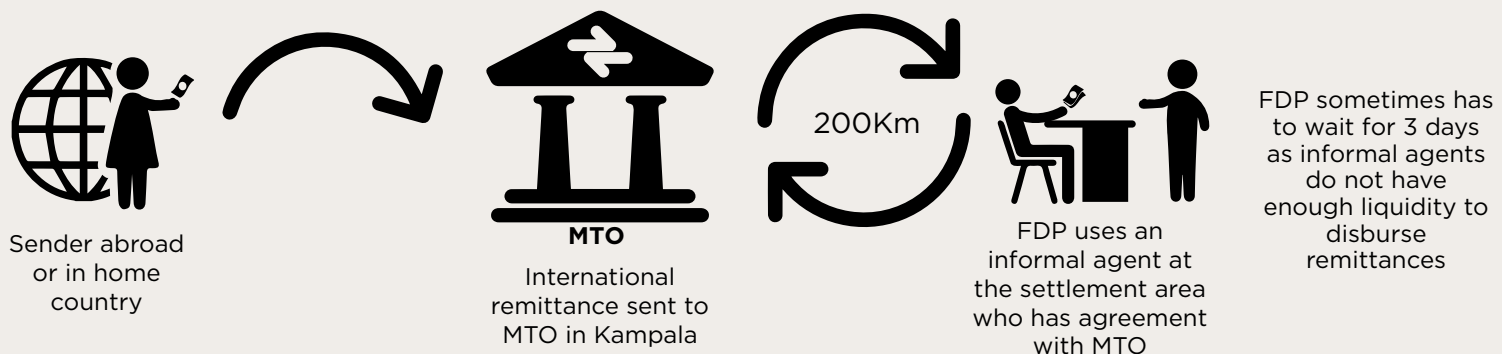 Sender abroad
or in home
country
MTO
International
remittance sent to
MTO in Kampala
200Km
FDP uses an
informal agent at
the settlement area
who has agreement
with MTO
FDP sometimes has
to wait for 3 days
as informal agents
do not have
enough liquidity to
disburse
remittances